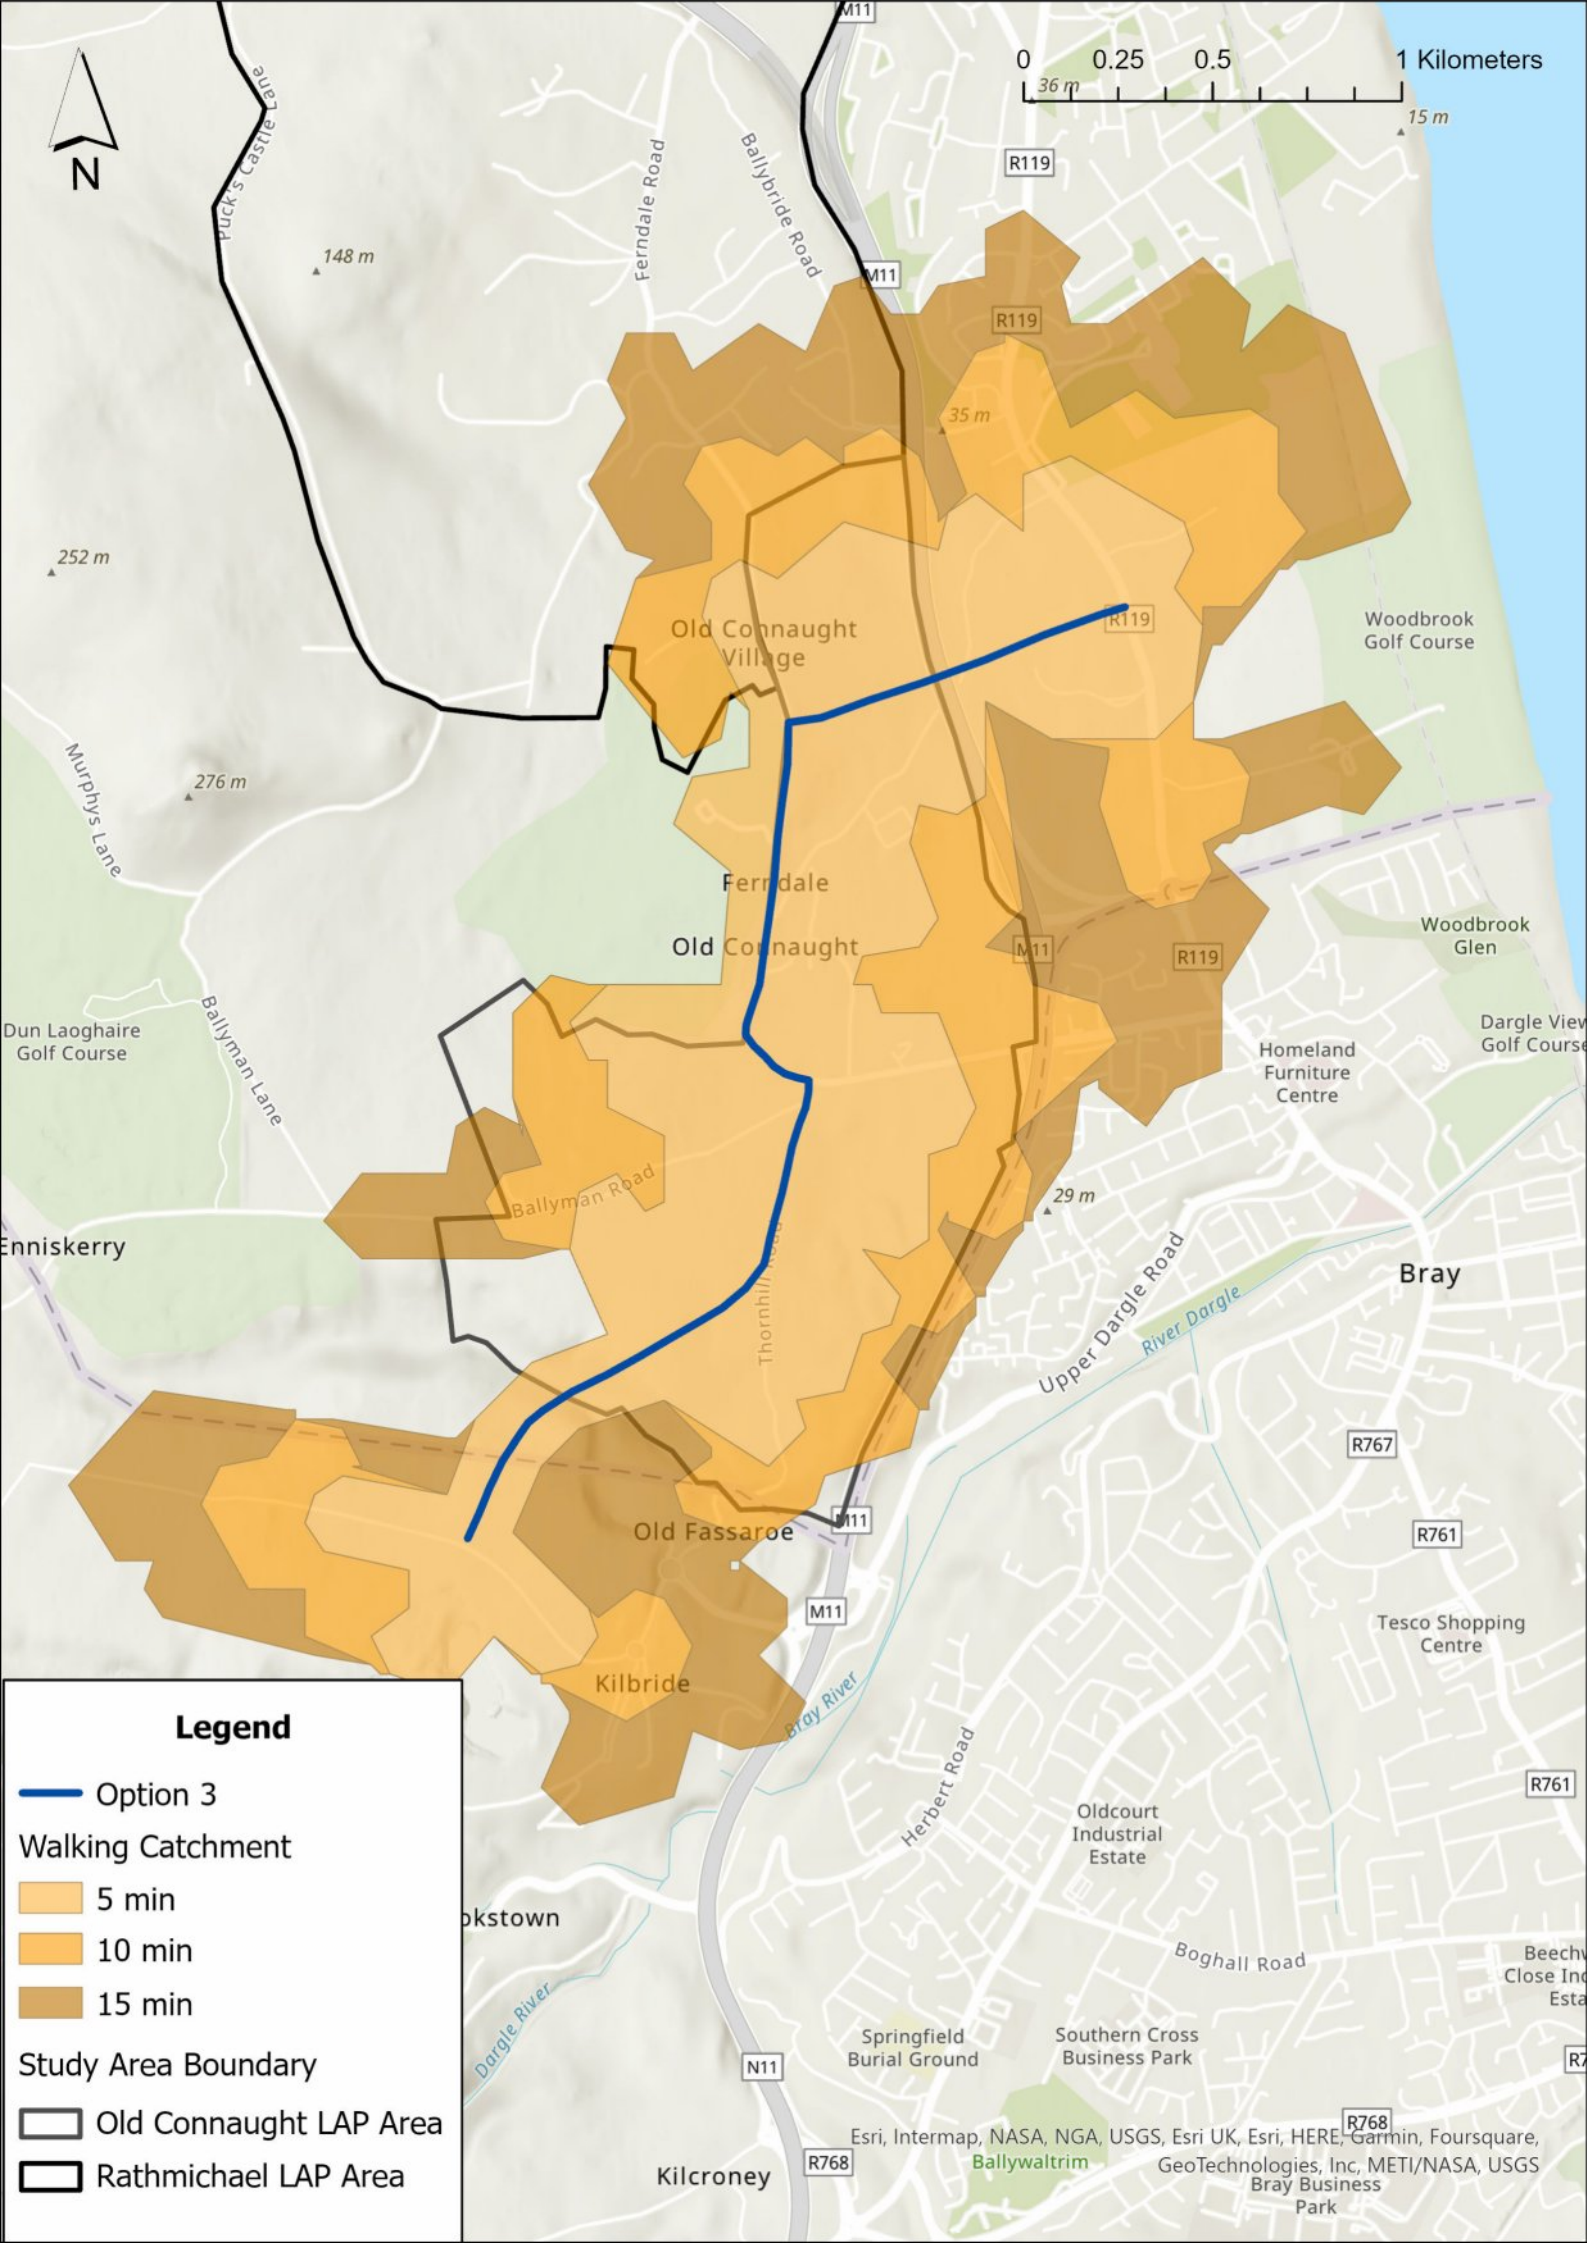 M11
0 0.25 0.5 1 Kilometers
36 m
15 m
N
Puck's Castle Lane
Ferndale Road
Ballybride Road
R119
148 m
M11
R119
35 m
252 m
Old Connaught
Village
R119
Woodbrook
Golf Course
Murphys Lane
276 m
Ferndale
Old Connaught
M11
R119
Woodbrook
Glen
Ballyman Lane
Dun Laoghaire
Golf Course
Dargle View
Golf Course
Homeland
Furniture
Centre
Ballyman Road
29 m
Enniskerry
Thornhill Road
Upper Dargle Road
River Dargle
Bray
R767
Old Fassaroe
M11
R761
M11
Tesco Shopping
Centre
Kilbride
Bray River
Herbert Road
R761
Oldcourt
Industrial
Estate
okstown
Boghall Road
Beechw
Close Ind
Esta
Dargle River
Springfield
Burial Ground
Southern Cross
Business Park
N11
R7
R768
Ballywaltrim
Kilcroney
R768
Bray Business
Park
Esri, Intermap, NASA, NGA, USGS, Esri UK, Esri, HERE, Garmin, Foursquare,
GeoTechnologies, Inc, METI/NASA, USGS
Legend
Option 3
Walking Catchment
5 min
10 min
15 min
Study Area Boundary
Old Connaught LAP Area
Rathmichael LAP Area